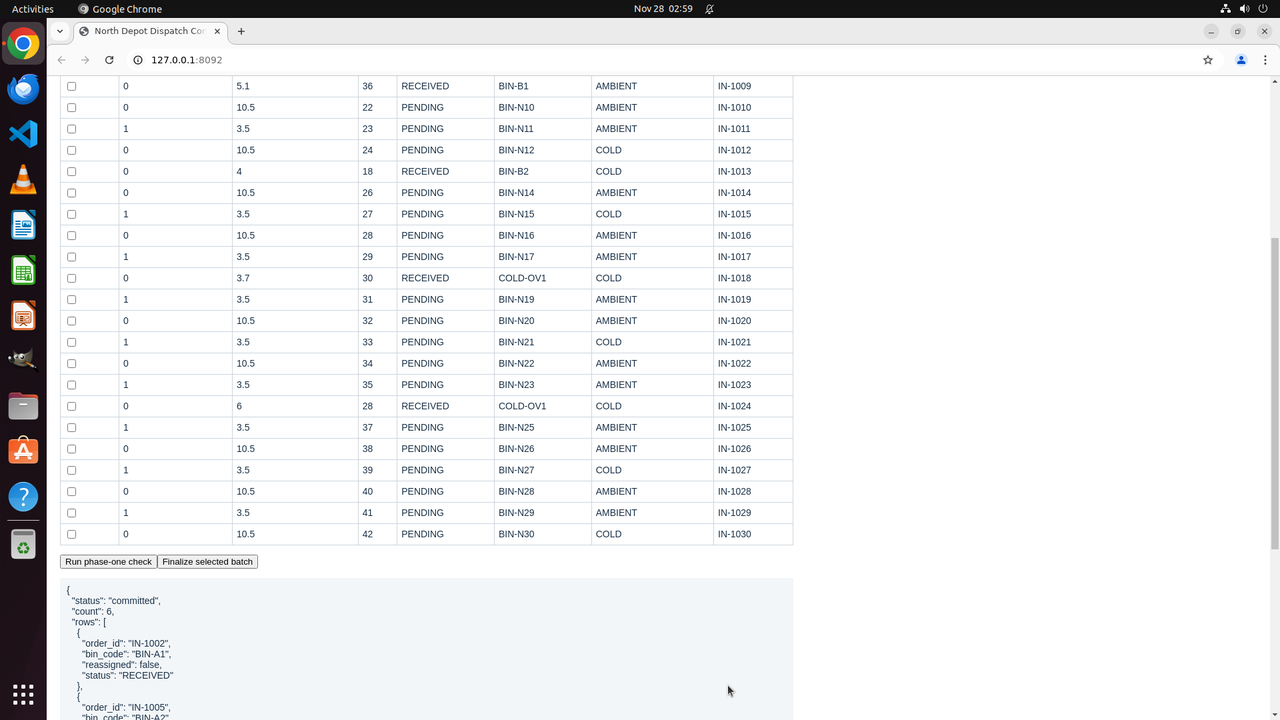 Activities
Google Chrome
Nov 28 02:59
North Depot Dispatch Cor
127.0.0.1:8092
0 5.1 36 RECEIVED BIN-B1 AMBIENT IN-1009
0 10.5 22 PENDING BIN-N10 AMBIENT IN-1010
1 3.5 23 PENDING BIN-N11 AMBIENT IN-1011
0 10.5 24 PENDING BIN-N12 COLD IN-1012
0 4 18 RECEIVED BIN-B2 COLD IN-1013
0 10.5 26 PENDING BIN-N14 AMBIENT IN-1014
1 3.5 27 PENDING BIN-N15 COLD IN-1015
0 10.5 28 PENDING BIN-N16 AMBIENT IN-1016
1 3.5 29 PENDING BIN-N17 AMBIENT IN-1017
0 3.7 30 RECEIVED COLD-OV1 COLD IN-1018
1 3.5 31 PENDING BIN-N19 AMBIENT IN-1019
0 10.5 32 PENDING BIN-N20 AMBIENT IN-1020
1 3.5 33 PENDING BIN-N21 COLD IN-1021
0 10.5 34 PENDING BIN-N22 AMBIENT IN-1022
1 3.5 35 PENDING BIN-N23 AMBIENT IN-1023
0 6 28 RECEIVED COLD-OV1 COLD IN-1024
1 3.5 37 PENDING BIN-N25 AMBIENT IN-1025
0 10.5 38 PENDING BIN-N26 AMBIENT IN-1026
1 3.5 39 PENDING BIN-N27 COLD IN-1027
0 10.5 40 PENDING BIN-N28 AMBIENT IN-1028
1 3.5 41 PENDING BIN-N29 AMBIENT IN-1029
0 10.5 42 PENDING BIN-N30 COLD IN-1030
Run phase-one check Finalize selected batch
{
"status": "committed",
"count": 6,
"rows": [
{
"order_id": "IN-1002",
"bin_code": "BIN-A1",
"reassigned": false,
"status": "RECEIVED"
},
{
"order_id": "IN-1005",
"bin_code": "BIN-A2"